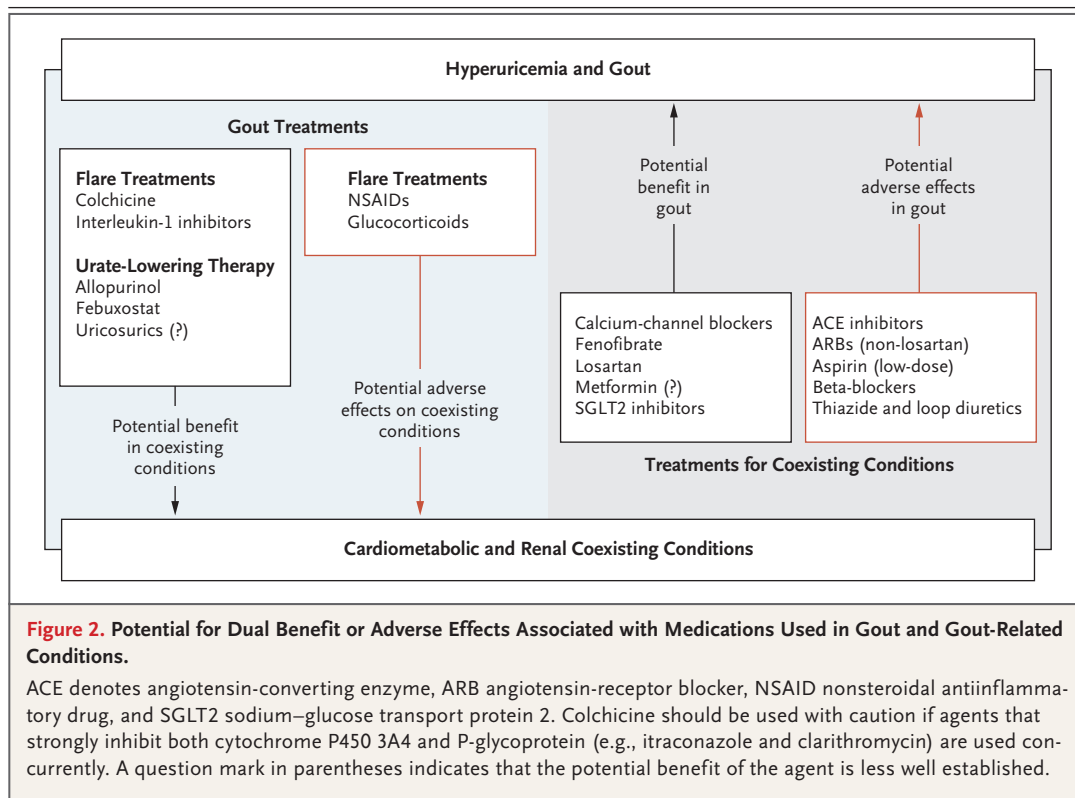 Hyperuricemia and Gout
Gout Treatments
Flare Treatments
Colchicine
Interleukin-1 inhibitors
Urate-Lowering Therapy
Allopurinol
Febuxostat
Uricosurics (?)
Potential benefit
in coexisting
conditions
Flare Treatments
NSAIDs
Glucocorticoids
Potential adverse
effects on coexisting
conditions
Potential
benefit in
gout
Calcium-channel blockers
Fenofibrate
Losartan
Metformin (?)
SGLT2 inhibitors
Potential
adverse effects
in gout
ACE inhibitors
ARBs (non-losartan)
Aspirin (low-dose)
Beta-blockers
Thiazide and loop diuretics
Treatments for Coexisting Conditions
Cardiometabolic and Renal Coexisting Conditions
Figure 2. Potential for Dual Benefit or Adverse Effects Associated with Medications Used in Gout and Gout-Related
Conditions.
ACE denotes angiotensin-converting enzyme, ARB angiotensin-receptor blocker, NSAID nonsteroidal antiinflamma-
tory drug, and SGLT2 sodium–glucose transport protein 2. Colchicine should be used with caution if agents that
strongly inhibit both cytochrome P450 3A4 and P-glycoprotein (e.g., itraconazole and clarithromycin) are used con-
currently. A question mark in parentheses indicates that the potential benefit of the agent is less well established.